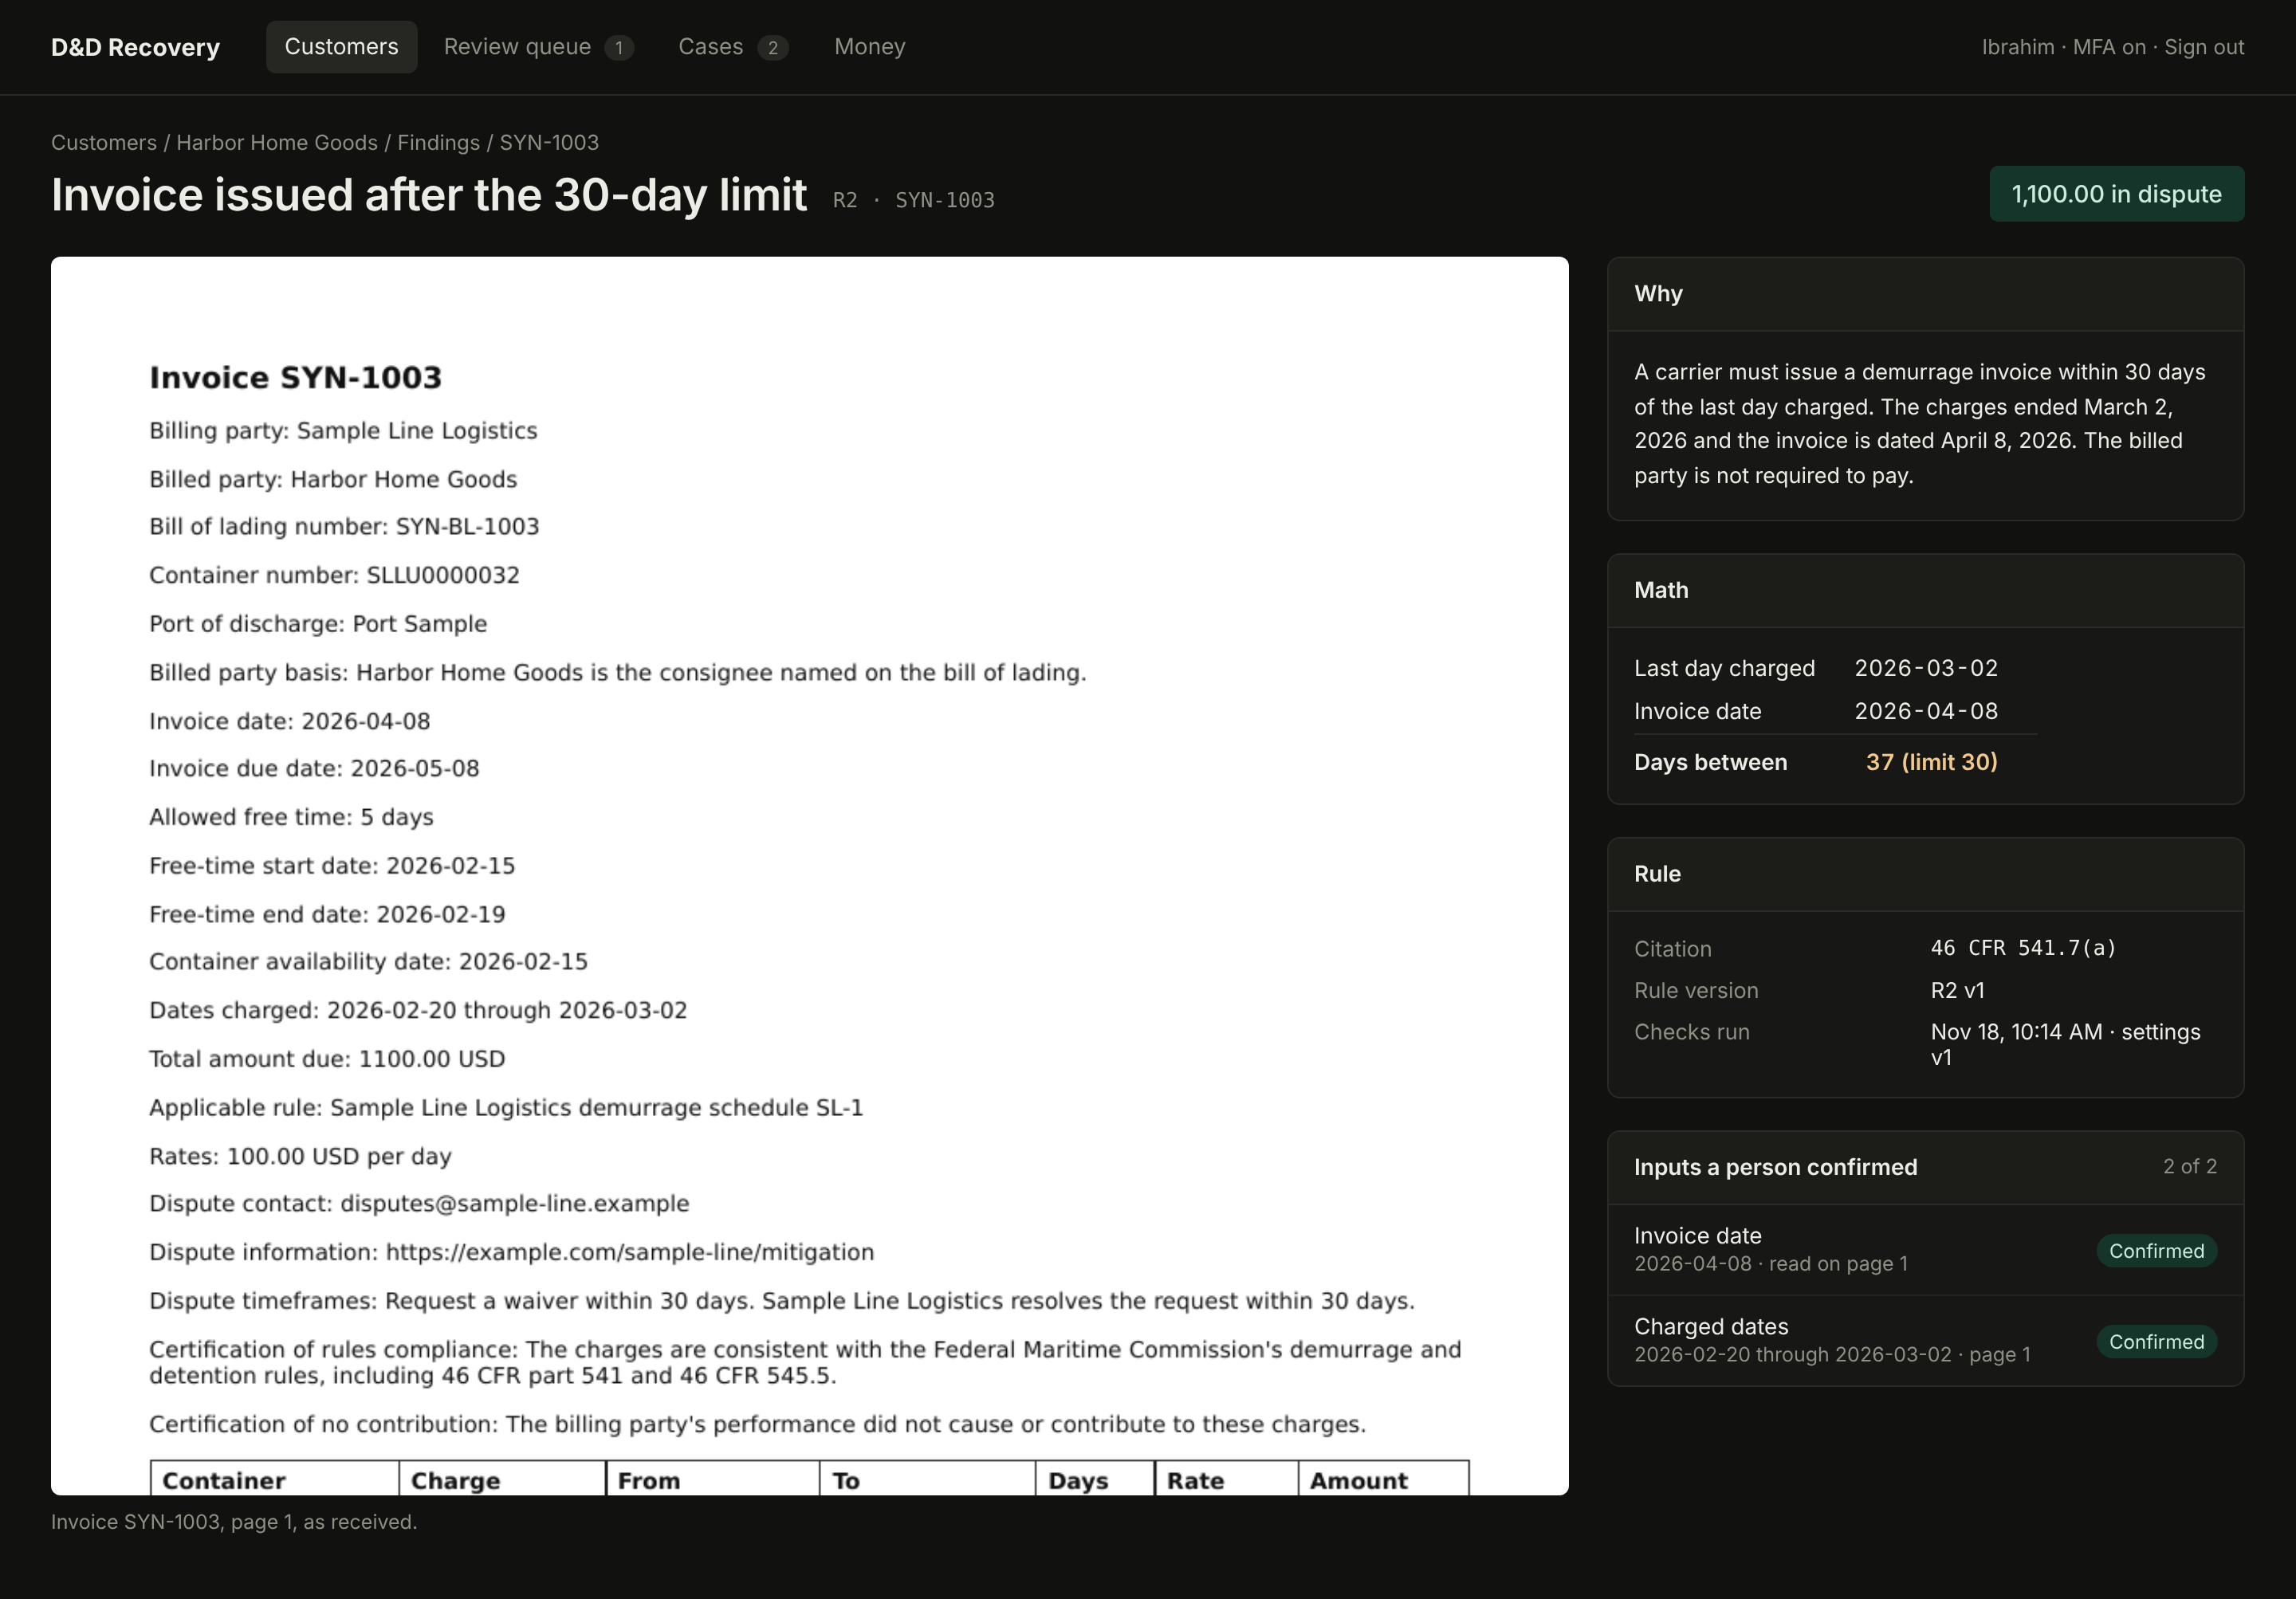 D&D Recovery
Customers
Review queue 1
Cases 2
Money
Ibrahim · MFA on · Sign out
Customers / Harbor Home Goods / Findings / SYN-1003
Invoice issued after the 30-day limit R2 · SYN-1003
1,100.00 in dispute
Invoice SYN-1003
Billing party: Sample Line Logistics
Billed party: Harbor Home Goods
Bill of lading number: SYN-BL-1003
Container number: SLLU0000032
Port of discharge: Port Sample
Billed party basis: Harbor Home Goods is the consignee named on the bill of lading.
Invoice date: 2026-04-08
Invoice due date: 2026-05-08
Allowed free time: 5 days
Free-time start date: 2026-02-15
Free-time end date: 2026-02-19
Container availability date: 2026-02-15
Dates charged: 2026-02-20 through 2026-03-02
Total amount due: 1100.00 USD
Applicable rule: Sample Line Logistics demurrage schedule SL-1
Rates: 100.00 USD per day
Dispute contact: disputes@sample-line.example
Dispute information: https://example.com/sample-line/mitigation
Dispute timeframes: Request a waiver within 30 days. Sample Line Logistics resolves the request within 30 days.
Certification of rules compliance: The charges are consistent with the Federal Maritime Commission's demurrage and
detention rules, including 46 CFR part 541 and 46 CFR 545.5.
Certification of no contribution: The billing party's performance did not cause or contribute to these charges.
Container Charge From To Days Rate Amount
Invoice SYN-1003, page 1, as received.
Why
A carrier must issue a demurrage invoice within 30 days
of the last day charged. The charges ended March 2,
2026 and the invoice is dated April 8, 2026. The billed
party is not required to pay.
Math
Last day charged 2026-03-02
Invoice date 2026-04-08
Days between 37 (limit 30)
Rule
Citation 46 CFR 541.7(a)
Rule version R2 v1
Checks run Nov 18, 10:14 AM · settings
v1
Inputs a person confirmed 2 of 2
Invoice date
2026-04-08 · read on page 1
Confirmed
Charged dates
2026-02-20 through 2026-03-02 · page 1
Confirmed